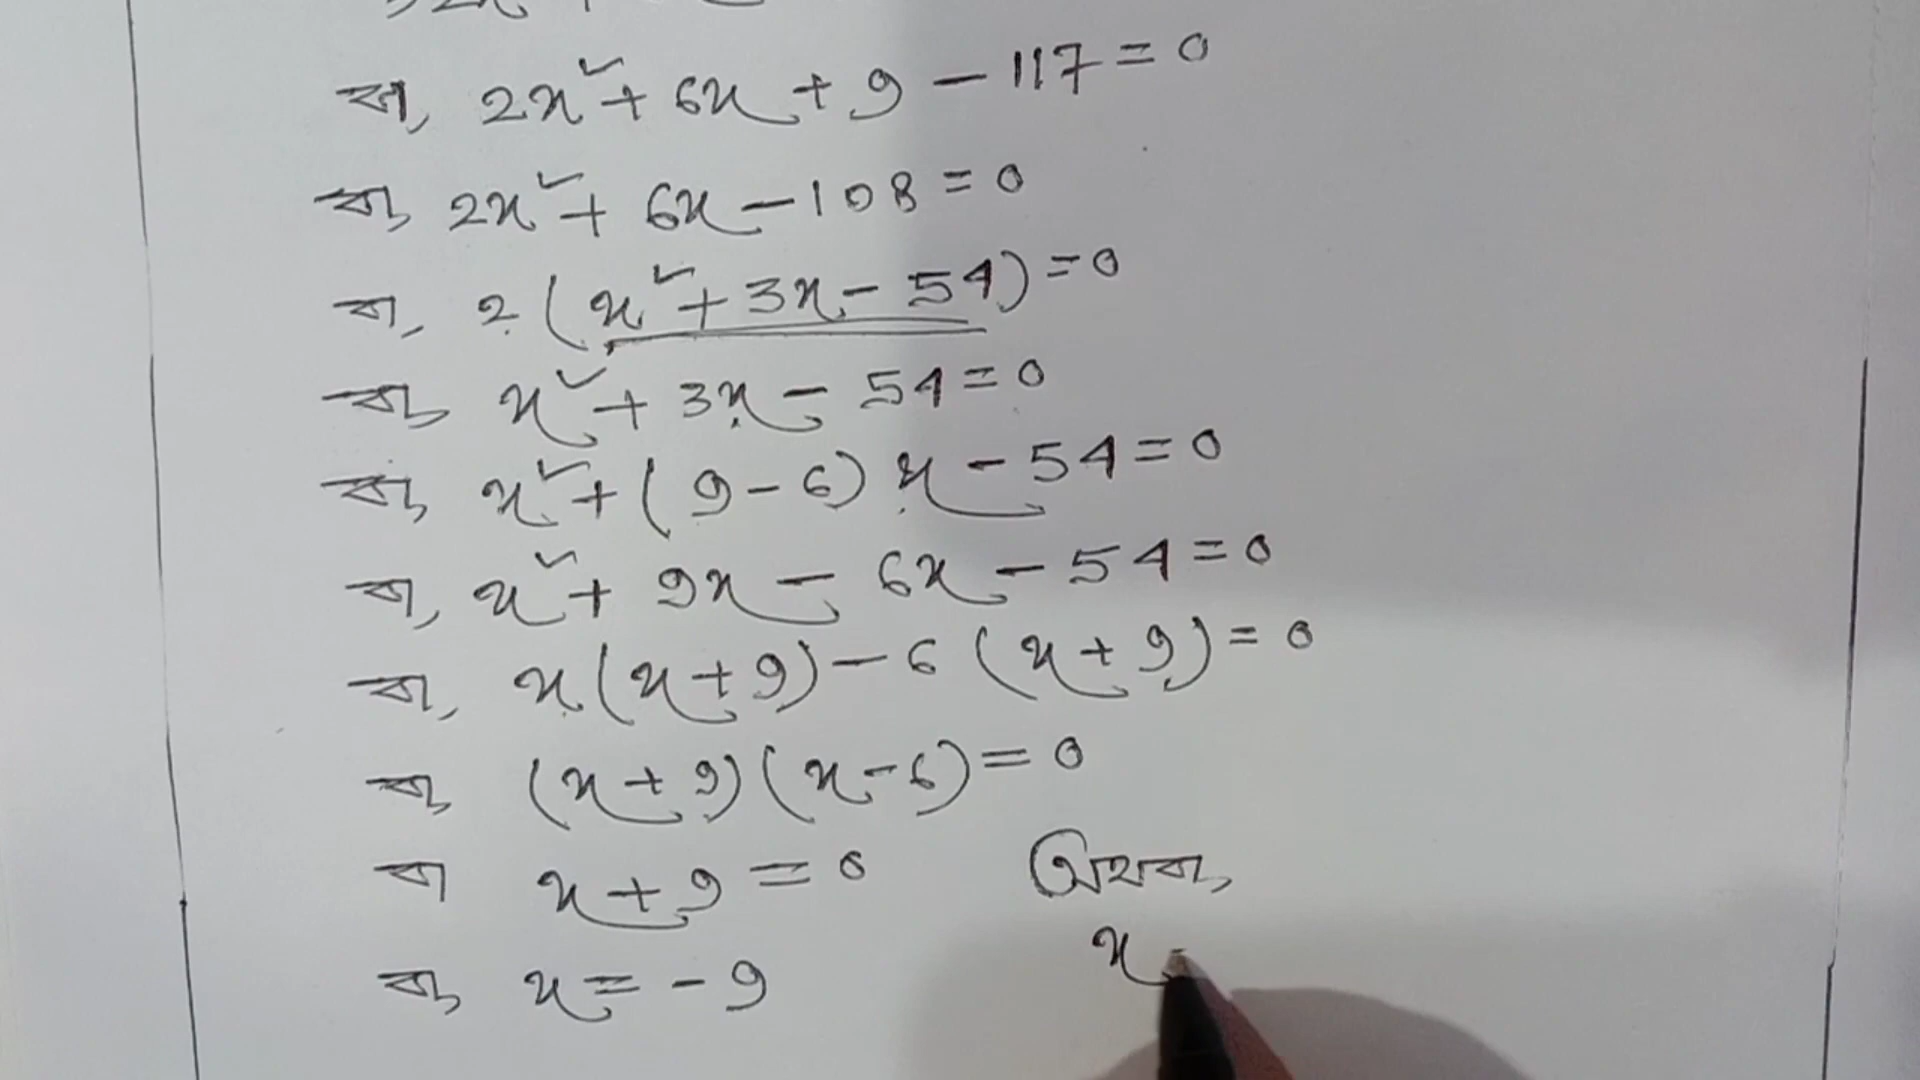 বা, 2x² + 6x + 9 - 117 = 0
বা, 2x² + 6x - 108 = 0
বা, 2 (x² + 3x - 54) = 0
বা, x² + 3x - 54 = 0
বা, x² + (9 - 6) x - 54 = 0
বা, x² + 9x - 6x - 54 = 0
বা, x (x + 9) - 6 (x + 9) = 0
বা, (x + 9) (x - 6) = 0
বা x + 9 = 0 অথবা,
বা, x = - 9 x -